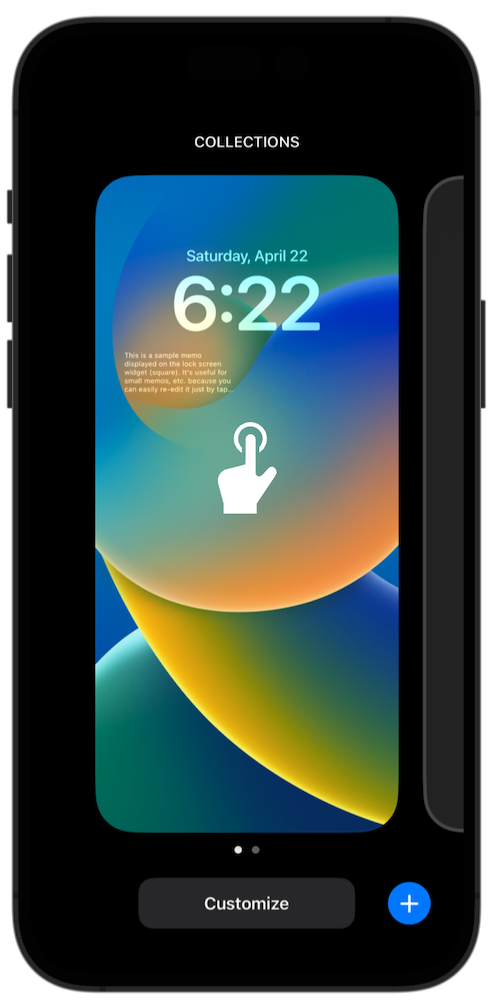 COLLECTIONS
Saturday, April 22
6:22
This is a sample memo
displayed on the lock screen
widget (square). It's useful for
small memos, etc. because you
can easily re-edit it just by tap...
Customize